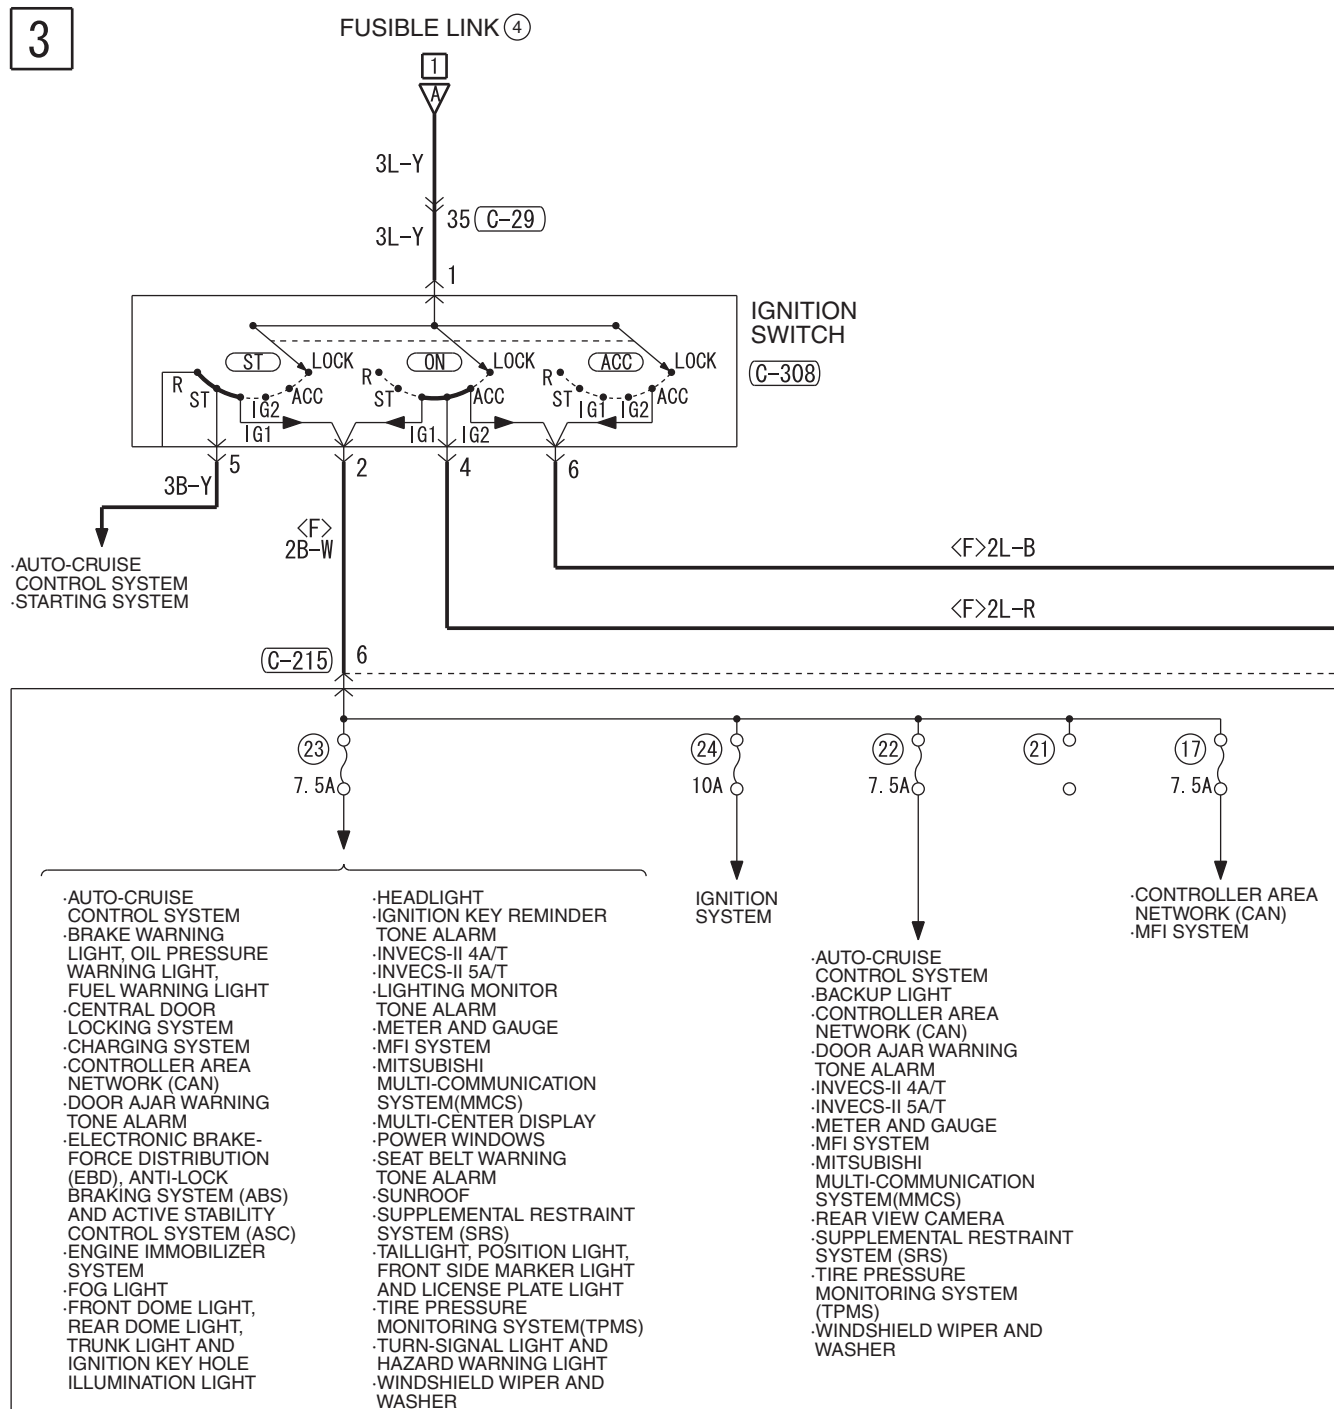 3
FUSIBLE LINK 4
1
A
3L-Y
35 C-29
3L-Y
1
IGNITION
SWITCH
C-308
R ST LOCK
ST IG1 IG2 ACC
R ON LOCK
ST IG1 IG2 ACC
R ACC LOCK
ST IG1 IG2 ACC
5 2 4 6
3B-Y
<F>
2B-W
<F>2L-B
<F>2L-R
·AUTO-CRUISE
CONTROL SYSTEM
·STARTING SYSTEM
C-215 6
23 24 22 21 17
7.5A 10A 7.5A 7.5A
·AUTO-CRUISE
CONTROL SYSTEM
·BRAKE WARNING
LIGHT, OIL PRESSURE
WARNING LIGHT,
FUEL WARNING LIGHT
·CENTRAL DOOR
LOCKING SYSTEM
·CHARGING SYSTEM
·CONTROLLER AREA
NETWORK (CAN)
·DOOR AJAR WARNING
TONE ALARM
·ELECTRONIC BRAKE-
FORCE DISTRIBUTION
(EBD), ANTI-LOCK
BRAKING SYSTEM (ABS)
AND ACTIVE STABILITY
CONTROL SYSTEM (ASC)
·ENGINE IMMOBILIZER
SYSTEM
·FOG LIGHT
·FRONT DOME LIGHT,
REAR DOME LIGHT,
TRUNK LIGHT AND
IGNITION KEY HOLE
ILLUMINATION LIGHT
·HEADLIGHT
·IGNITION KEY REMINDER
TONE ALARM
·INVECS-II 4A/T
·INVECS-II 5A/T
·LIGHTING MONITOR
TONE ALARM
·METER AND GAUGE
·MFI SYSTEM
·MITSUBISHI
MULTI-COMMUNICATION
SYSTEM(MMCS)
·MULTI-CENTER DISPLAY
·POWER WINDOWS
·SEAT BELT WARNING
TONE ALARM
·SUNROOF
·SUPPLEMENTAL RESTRAINT
SYSTEM (SRS)
·TAILLIGHT, POSITION LIGHT,
FRONT SIDE MARKER LIGHT
AND LICENSE PLATE LIGHT
·TIRE PRESSURE
MONITORING SYSTEM(TPMS)
·TURN-SIGNAL LIGHT AND
HAZARD WARNING LIGHT
·WINDSHIELD WIPER AND
WASHER
IGNITION
SYSTEM
·AUTO-CRUISE
CONTROL SYSTEM
·BACKUP LIGHT
·CONTROLLER AREA
NETWORK (CAN)
·DOOR AJAR WARNING
TONE ALARM
·INVECS-II 4A/T
·INVECS-II 5A/T
·METER AND GAUGE
·MFI SYSTEM
·MITSUBISHI
MULTI-COMMUNICATION
SYSTEM(MMCS)
·REAR VIEW CAMERA
·SUPPLEMENTAL RESTRAINT
SYSTEM (SRS)
·TIRE PRESSURE
MONITORING SYSTEM
(TPMS)
·WINDSHIELD WIPER AND
WASHER
·CONTROLLER AREA
NETWORK (CAN)
·MFI SYSTEM